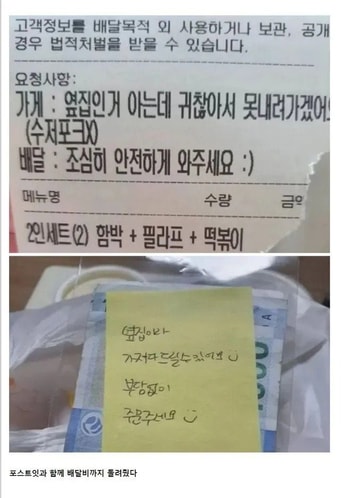 고객정보를 배달목적 외 사용하거나 보관, 공개
경우 법적처벌을 받을 수 있습니다.
요청사항:
가게 : 옆집인거 아는데 귀찮아서 못내려가겠어요
(수저포크X)
배달 : 조심히 안전하게 와주세요 :)
메뉴명 수량 금액
2인세트(2) 함박 + 필라프 + 떡볶이
옆집이라
가져다드릴수있어요
부담없이
주문주세요
포스트잇과 함께 배달비까지 돌려줬다